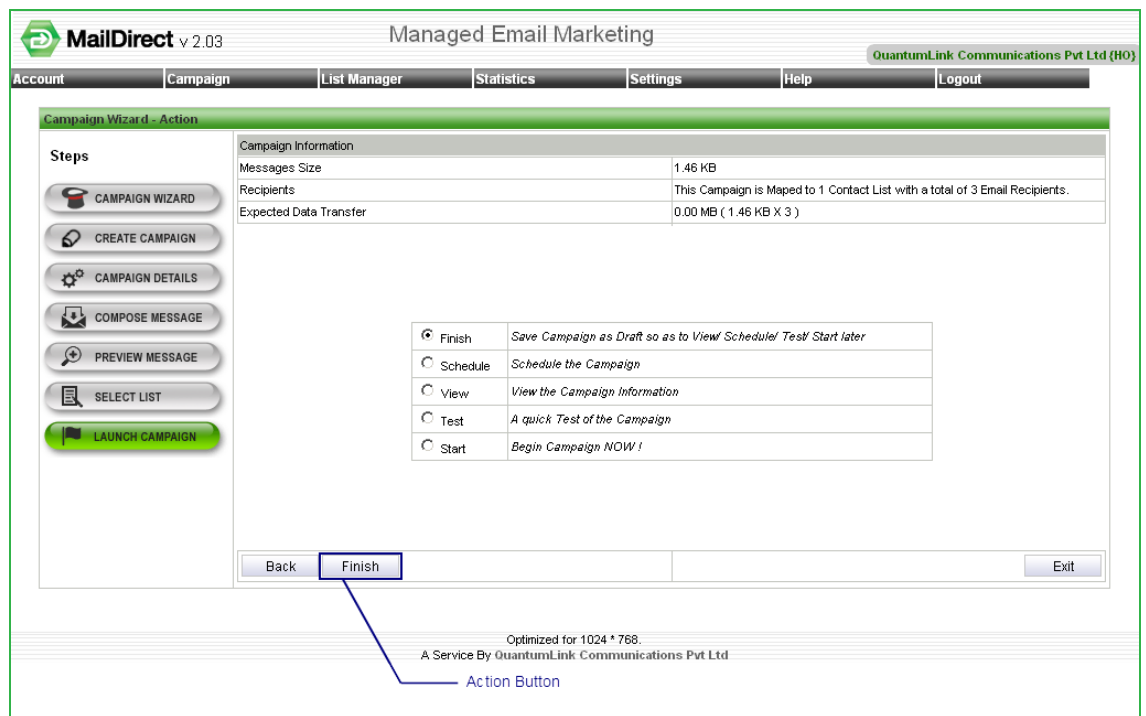 MailDirect v 2.03
Managed Email Marketing
QuantumLink Communications Pvt Ltd {HO}
Account Campaign List Manager Statistics Settings Help Logout
Campaign Wizard - Action
Steps
CAMPAIGN WIZARD
CREATE CAMPAIGN
CAMPAIGN DETAILS
COMPOSE MESSAGE
PREVIEW MESSAGE
SELECT LIST
LAUNCH CAMPAIGN
Campaign Information
Messages Size 1.46 KB
Recipients This Campaign is Maped to 1 Contact List with a total of 3 Email Recipients.
Expected Data Transfer 0.00 MB ( 1.46 KB X 3 )
Finish Save Campaign as Draft so as to View/ Schedule/ Test/ Start later
Schedule Schedule the Campaign
View View the Campaign Information
Test A quick Test of the Campaign
Start Begin Campaign NOW !
Back Finish Exit
Optimized for 1024 * 768.
A Service By QuantumLink Communications Pvt Ltd
Action Button